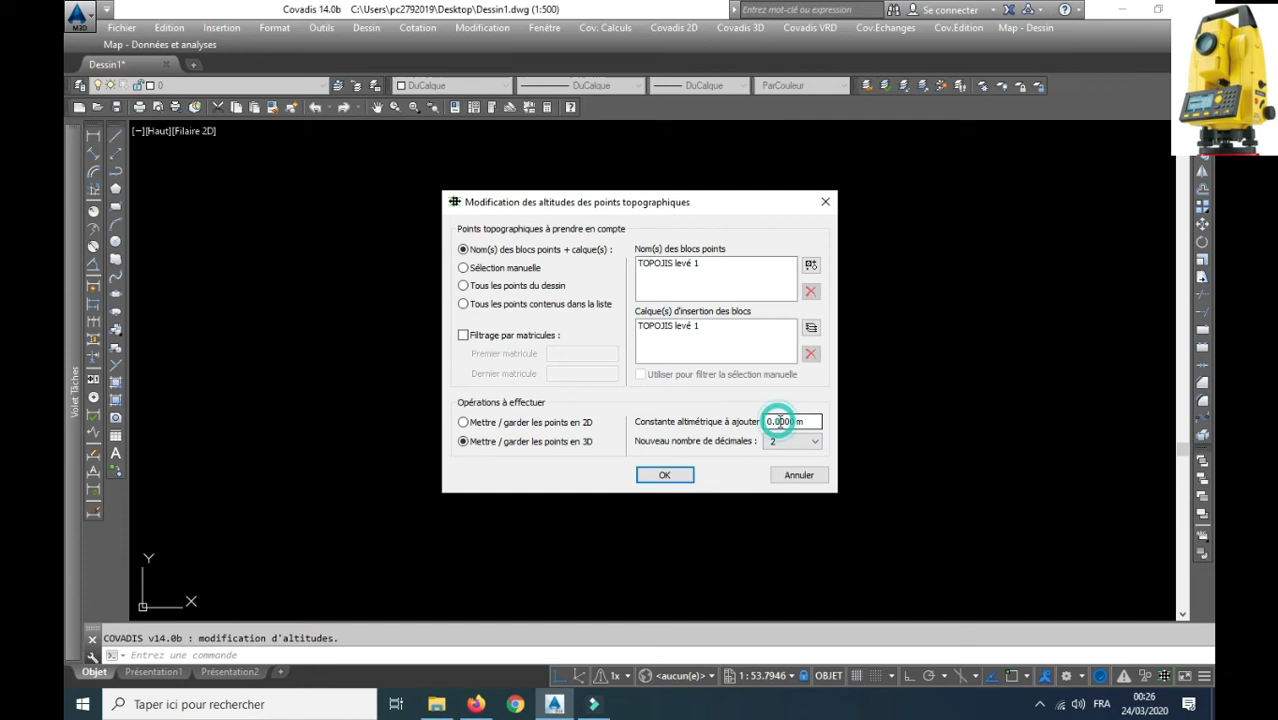 Covadis 14.0b C:\Users\pc2792019\Desktop\Dessin1.dwg (1:500)
Entrez mot-clé ou expression
Se connecter
M3D
Fichier Edition Insertion Format Outils Dessin Cotation Modification Fenêtre Cov. Calculs Covadis 2D Covadis 3D Covadis VRD Cov.Echanges Cov.Edition Map - Dessin
Map - Données et analyses
Dessin1*
0 DuCalque DuCalque DuCalque ParCouleur
[−][Haut][Filaire 2D]
Modification des altitudes des points topographiques
Points topographiques à prendre en compte
Nom(s) des blocs points + calque(s) :
Sélection manuelle
Tous les points du dessin
Tous les points contenus dans la liste
Filtrage par matricules :
Premier matricule
Dernier matricule
Nom(s) des blocs points
TOPOJIS levé 1
Calque(s) d'insertion des blocs
TOPOJIS levé 1
Utiliser pour filtrer la sélection manuelle
Opérations à effectuer
Mettre / garder les points en 2D
Mettre / garder les points en 3D
Constante altimétrique à ajouter 0.0000 m
Nouveau nombre de décimales : 2
OK Annuler
Volet Tâches
Y
X
COVADIS v14.0b : modification d'altitudes.
Entrez une commande
Objet Présentation1 Présentation2 +
1x <aucun(e)> 1 : 53.7946 OBJET
Taper ici pour rechercher
FRA
00:26
24/03/2020